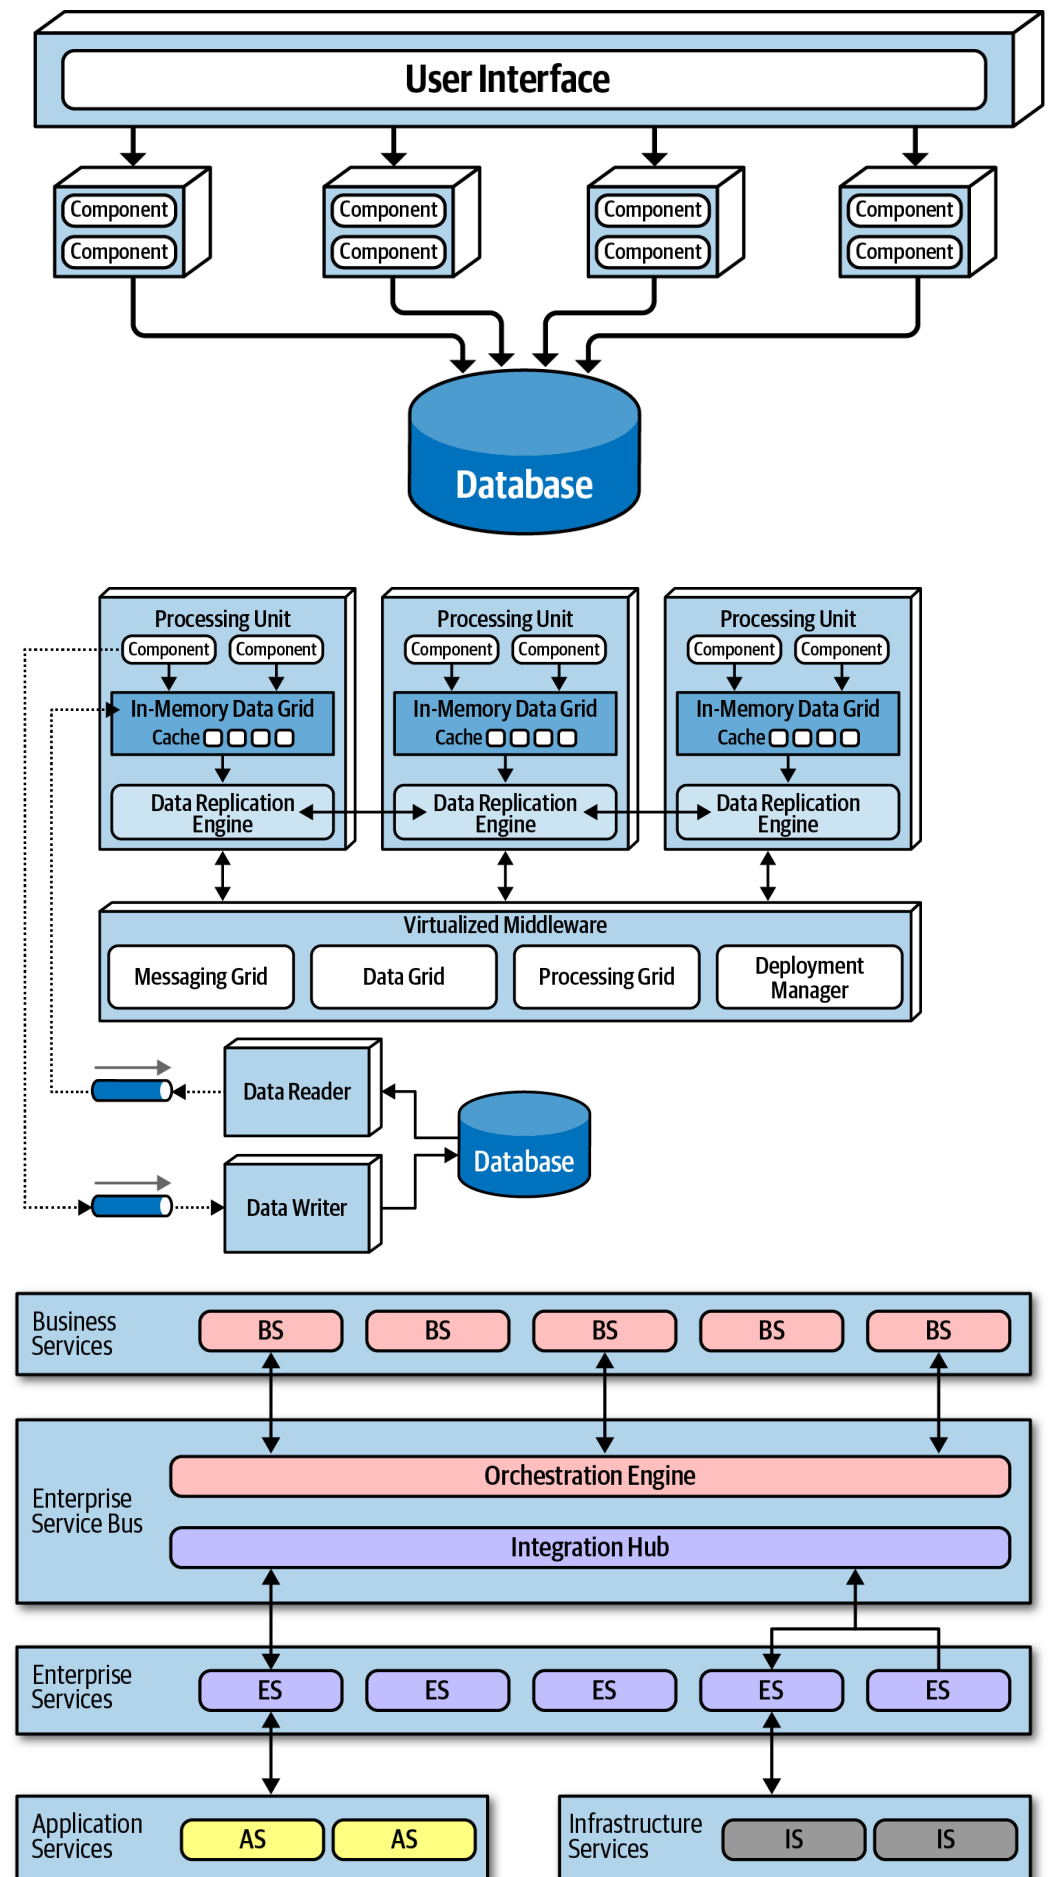 User Interface
Component Component Component Component
Component Component Component Component
Database
Processing Unit Processing Unit Processing Unit
Component Component Component Component Component Component
In-Memory Data Grid In-Memory Data Grid In-Memory Data Grid
Cache Cache Cache
Data Replication Engine Data Replication Engine Data Replication Engine
Virtualized Middleware
Messaging Grid Data Grid Processing Grid Deployment Manager
Data Reader
Database
Data Writer
Business Services BS BS BS BS BS
Orchestration Engine
Enterprise Service Bus
Integration Hub
Enterprise Services ES ES ES ES ES
Application Services AS AS Infrastructure Services IS IS